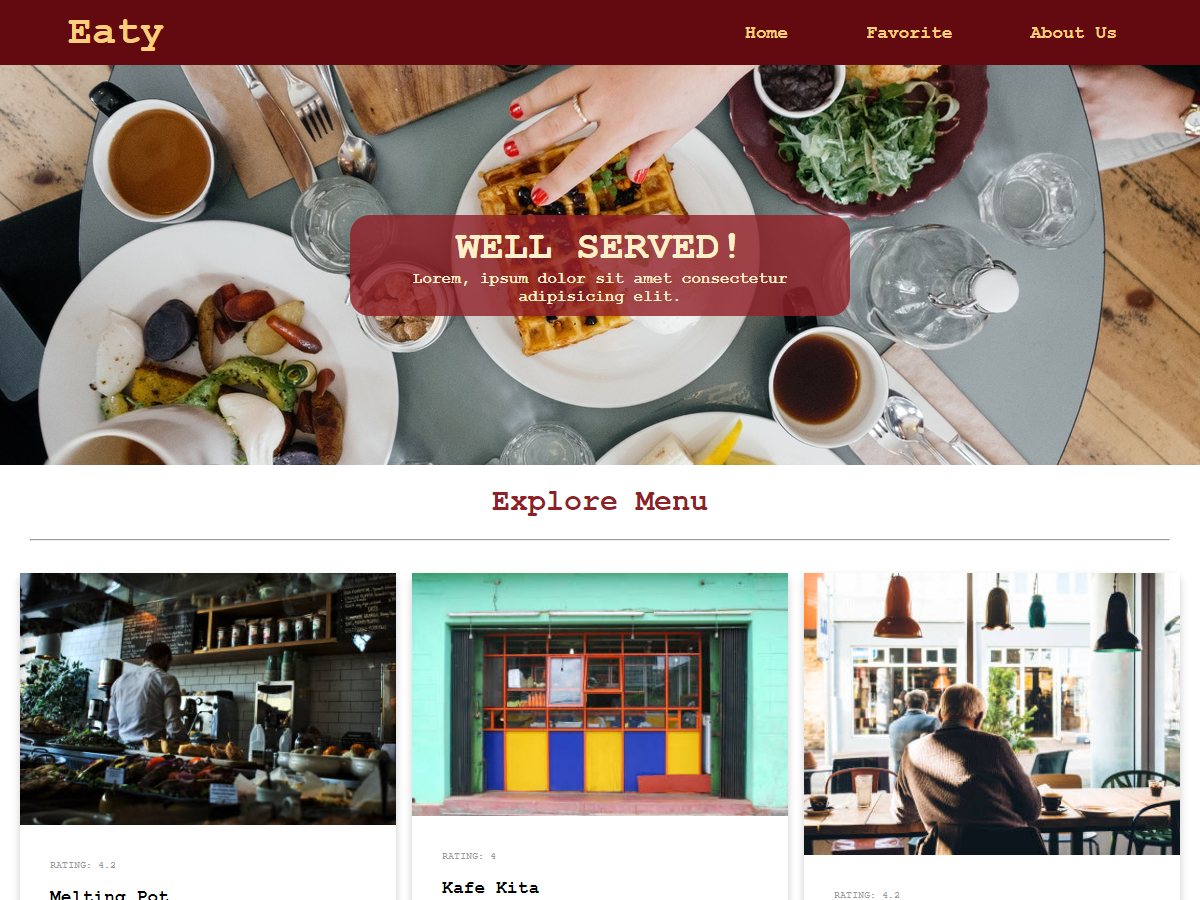 Eaty
Home Favorite About Us
WELL SERVED!
Lorem, ipsum dolor sit amet consectetur
adipisicing elit.
Explore Menu
RATING: 4.2
Melting Pot
RATING: 4
Kafe Kita
RATING: 4.2